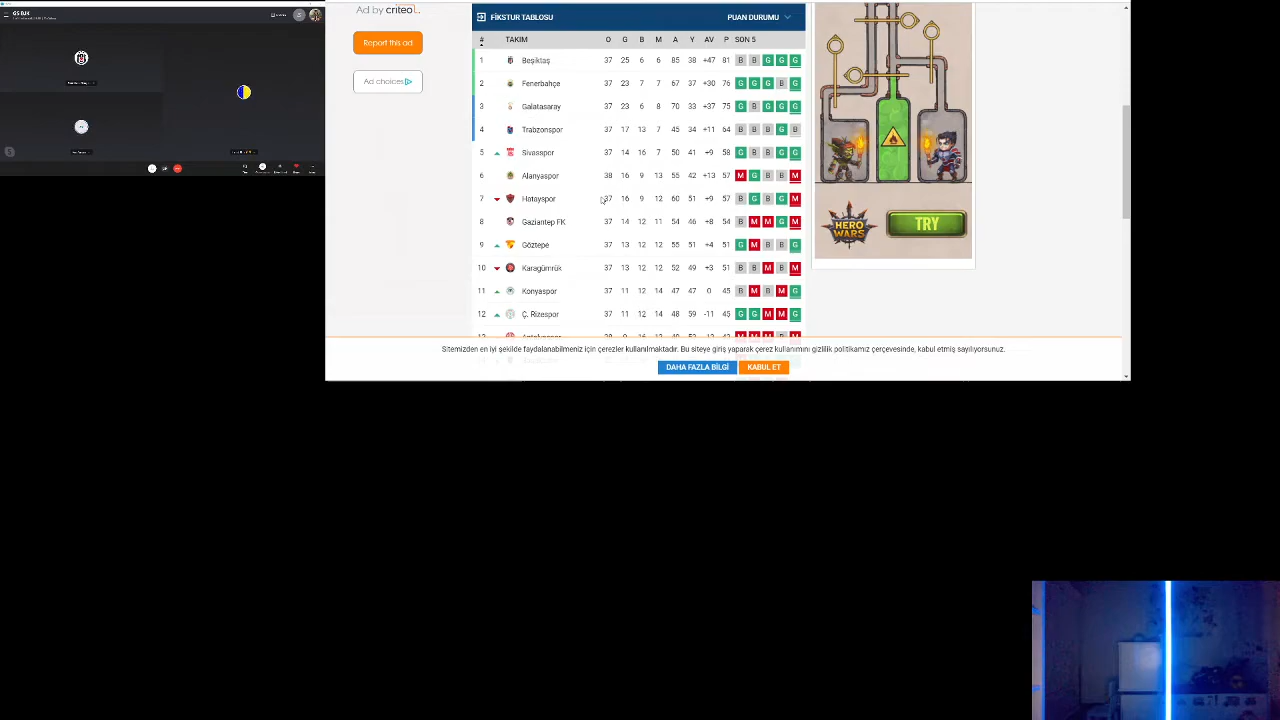 GS BJK
Ad by criteo
Report this ad
Ad choices
FİKSTUR TABLOSU PUAN DURUMU
# TAKIM O G B M A Y AV P SON 5
1 Beşiktaş 37 25 6 6 85 38 +47 81 B B G G G
2 Fenerbahçe 37 23 7 7 67 37 +30 76 G G G B G
3 Galatasaray 37 23 6 8 70 33 +37 75 G B G G G
4 Trabzonspor 37 17 13 7 45 34 +11 64 B B B G B
5 Sivasspor 37 14 16 7 50 41 +9 58 G B B G G
6 Alanyaspor 38 16 9 13 55 42 +13 57 M G B B M
7 Hatayspor 37 16 9 12 60 51 +9 57 B G B G M
8 Gaziantep FK 37 14 12 11 54 46 +8 54 B M M G M
9 Göztepe 37 13 12 12 55 51 +4 51 G M B B G
10 Karagümrük 37 13 12 12 52 49 +3 51 B B M B M
11 Konyaspor 37 11 12 14 47 47 0 45 B M B M G
12 Ç. Rizespor 37 11 12 14 48 59 -11 45 G G M M G
HERO
WARS
TRY
Sitemizden en iyi şekilde faydalanabilmeniz için çerezler kullanılmaktadır. Bu siteye giriş yaparak çerez kullanımını gizlilik politikamız çerçevesinde, kabul etmiş sayılıyorsunuz.
DAHA FAZLA BİLGİ KABUL ET